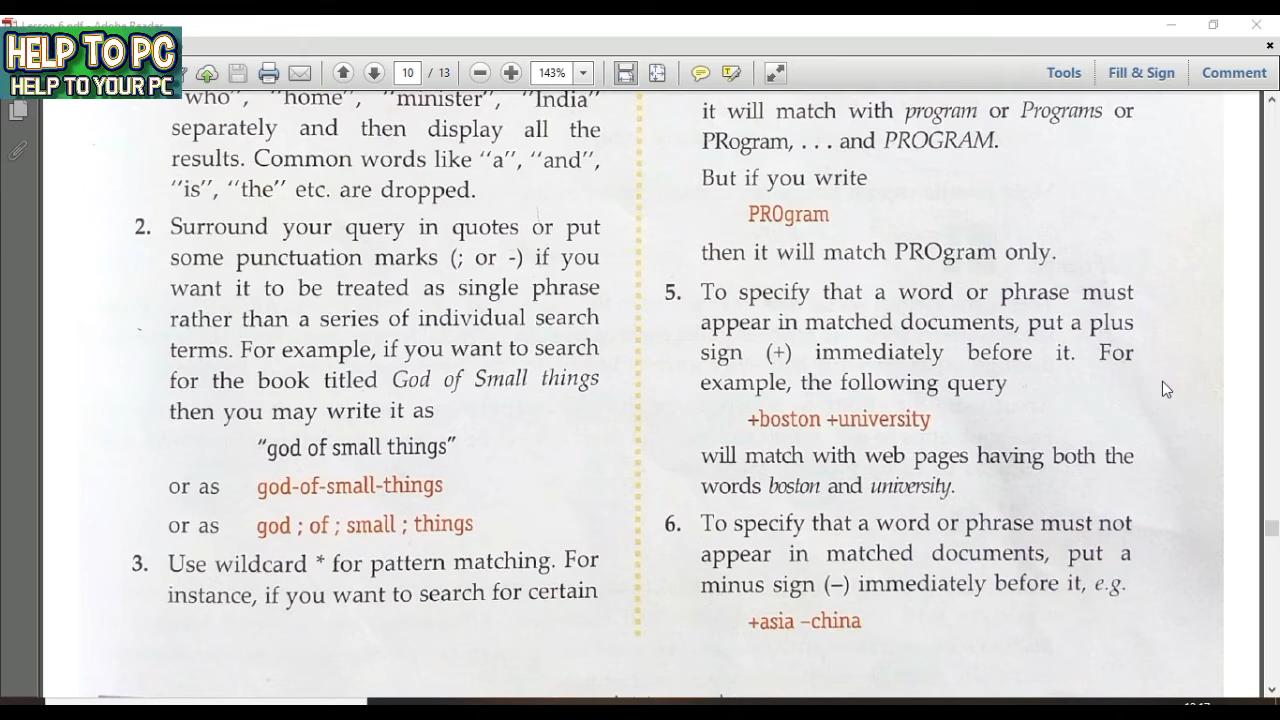 Lesson 6.pdf - Adobe Reader
HELP TO PC
HELP TO YOUR PC
10 / 13
143%
Tools
Fill & Sign
Comment
"who", "home", "minister", "India"
separately and then display all the
results. Common words like "a", "and",
"is", "the" etc. are dropped.
2. Surround your query in quotes or put
some punctuation marks (; or -) if you
want it to be treated as single phrase
rather than a series of individual search
terms. For example, if you want to search
for the book titled God of Small things
then you may write it as
"god of small things"
or as god-of-small-things
or as god ; of ; small ; things
3. Use wildcard * for pattern matching. For
instance, if you want to search for certain
it will match with program or Programs or
PRogram, . . . and PROGRAM.
But if you write
PROgram
then it will match PROgram only.
5. To specify that a word or phrase must
appear in matched documents, put a plus
sign (+) immediately before it. For
example, the following query
+boston +university
will match with web pages having both the
words boston and university.
6. To specify that a word or phrase must not
appear in matched documents, put a
minus sign (–) immediately before it, e.g.
+asia –china